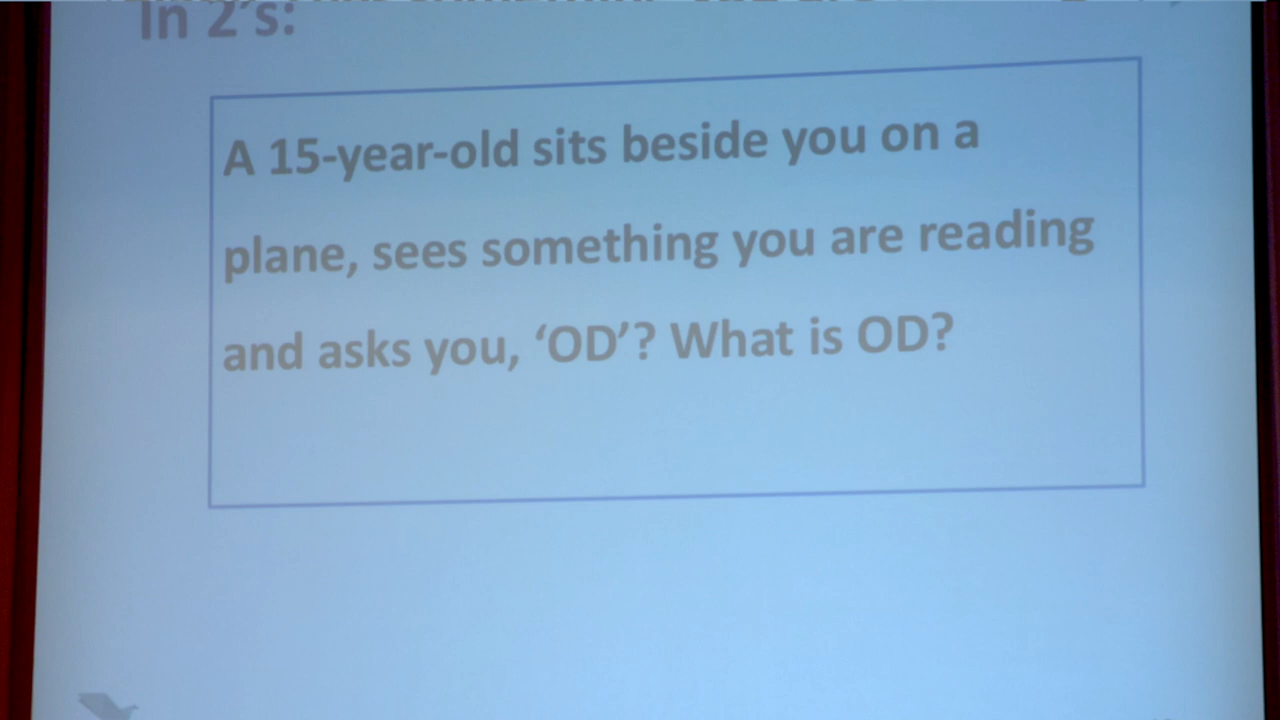 In 2's:
A 15-year-old sits beside you on a
plane, sees something you are reading
and asks you, ‘OD’? What is OD?